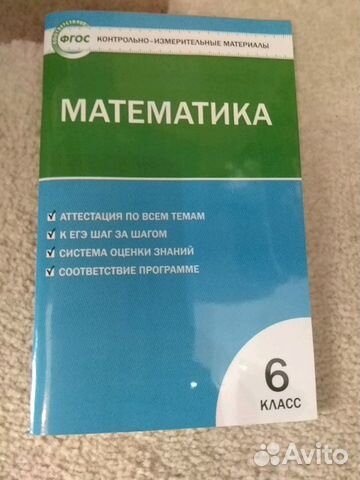 ФГОС
КОНТРОЛЬНО-ИЗМЕРИТЕЛЬНЫЕ МАТЕРИАЛЫ
МАТЕМАТИКА
АТТЕСТАЦИЯ ПО ВСЕМ ТЕМАМ
К ЕГЭ ШАГ ЗА ШАГОМ
СИСТЕМА ОЦЕНКИ ЗНАНИЙ
СООТВЕТСТВИЕ ПРОГРАММЕ
6
КЛАСС
Avito